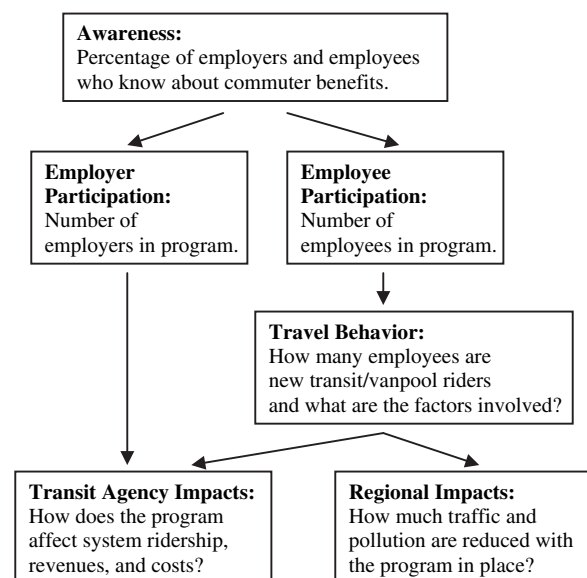 Awareness:
Percentage of employers and employees
who know about commuter benefits.
Employer
Participation:
Number of
employers in program.
Employee
Participation:
Number of
employees in program.
Travel Behavior:
How many employees are
new transit/vanpool riders
and what are the factors involved?
Transit Agency Impacts:
How does the program
affect system ridership,
revenues, and costs?
Regional Impacts:
How much traffic and
pollution are reduced with
the program in place?